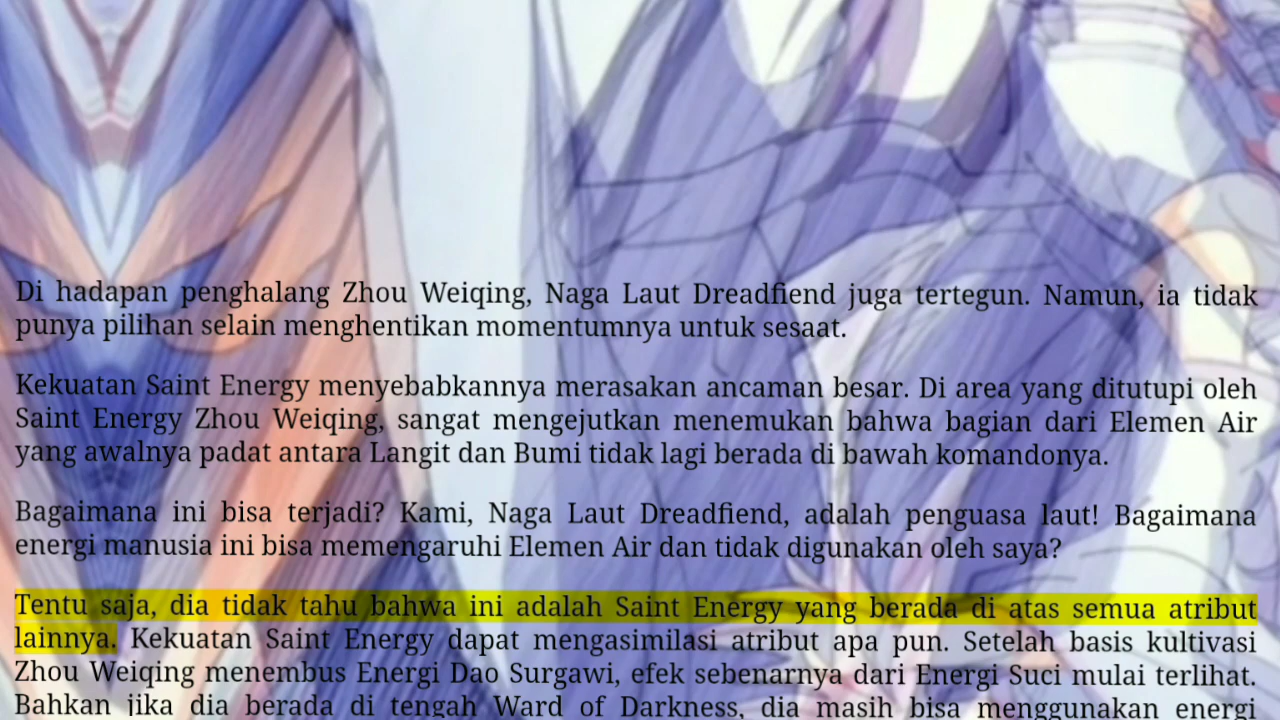 Di hadapan penghalang Zhou Weiqing, Naga Laut Dreadfiend juga tertegun. Namun, ia tidak
punya pilihan selain menghentikan momentumnya untuk sesaat.
Kekuatan Saint Energy menyebabkannya merasakan ancaman besar. Di area yang ditutupi oleh
Saint Energy Zhou Weiqing, sangat mengejutkan menemukan bahwa bagian dari Elemen Air
yang awalnya padat antara Langit dan Bumi tidak lagi berada di bawah komandonya.
Bagaimana ini bisa terjadi? Kami, Naga Laut Dreadfiend, adalah penguasa laut! Bagaimana
energi manusia ini bisa memengaruhi Elemen Air dan tidak digunakan oleh saya?
Tentu saja, dia tidak tahu bahwa ini adalah Saint Energy yang berada di atas semua atribut
lainnya. Kekuatan Saint Energy dapat mengasimilasi atribut apa pun. Setelah basis kultivasi
Zhou Weiqing menembus Energi Dao Surgawi, efek sebenarnya dari Energi Suci mulai terlihat.
Bahkan jika dia berada di tengah Ward of Darkness, dia masih bisa menggunakan energi